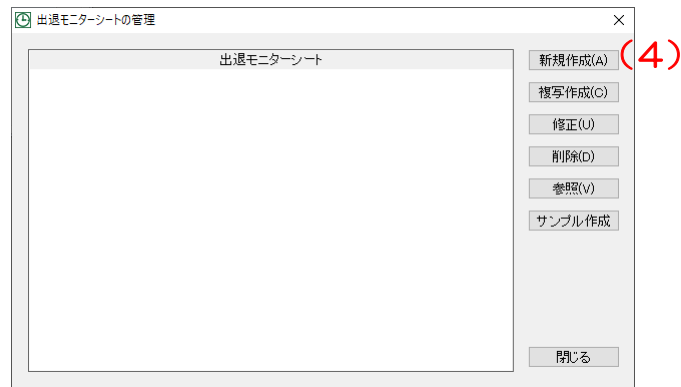 出退モニターシートの管理
出退モニターシート
新規作成(A)
(4)
複写作成(C)
修正(U)
削除(D)
参照(V)
サンプル作成
閉じる